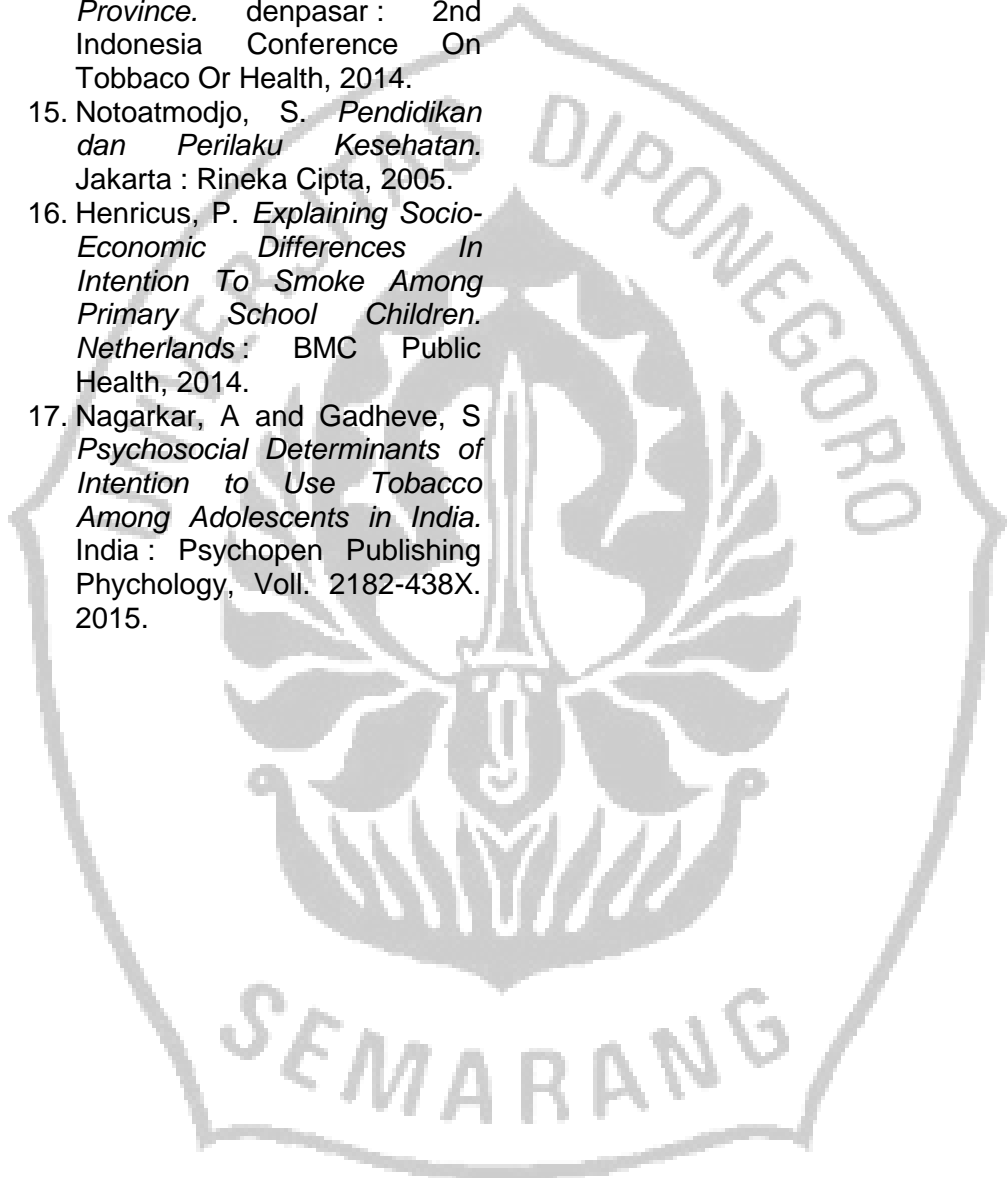 Province. denpasar : 2nd
Indonesia Conference On
Tobbaco Or Health, 2014.
15. Notoatmodjo, S. Pendidikan
dan Perilaku Kesehatan.
Jakarta : Rineka Cipta, 2005.
16. Henricus, P. Explaining Socio-
Economic Differences In
Intention To Smoke Among
Primary School Children.
Netherlands : BMC Public
Health, 2014.
17. Nagarkar, A and Gadheve, S
Psychosocial Determinants of
Intention to Use Tobacco
Among Adolescents in India.
India : Psychopen Publishing
Phychology, Voll. 2182-438X.
2015.
UNIVERSITAS DIPONEGORO
SEMARANG